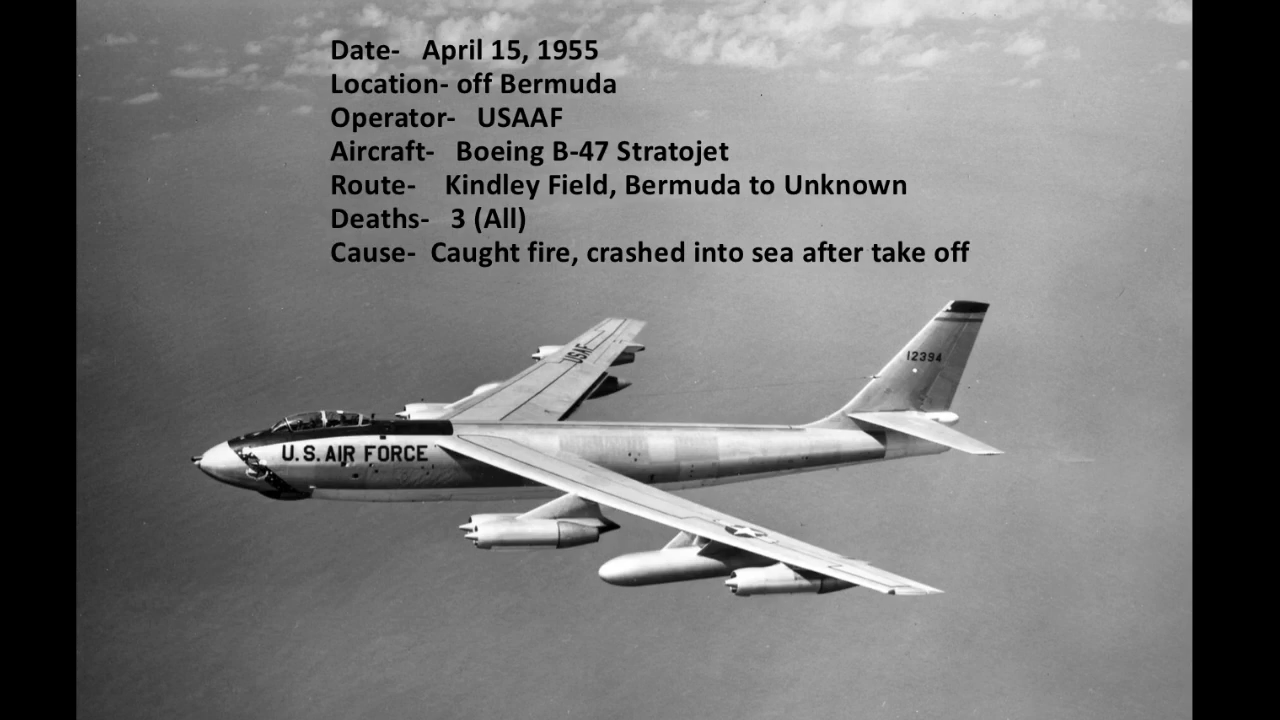 Date- April 15, 1955
Location- off Bermuda
Operator- USAAF
Aircraft- Boeing B-47 Stratojet
Route- Kindley Field, Bermuda to Unknown
Deaths- 3 (All)
Cause- Caught fire, crashed into sea after take off
USAF
12394
U.S. AIR FORCE